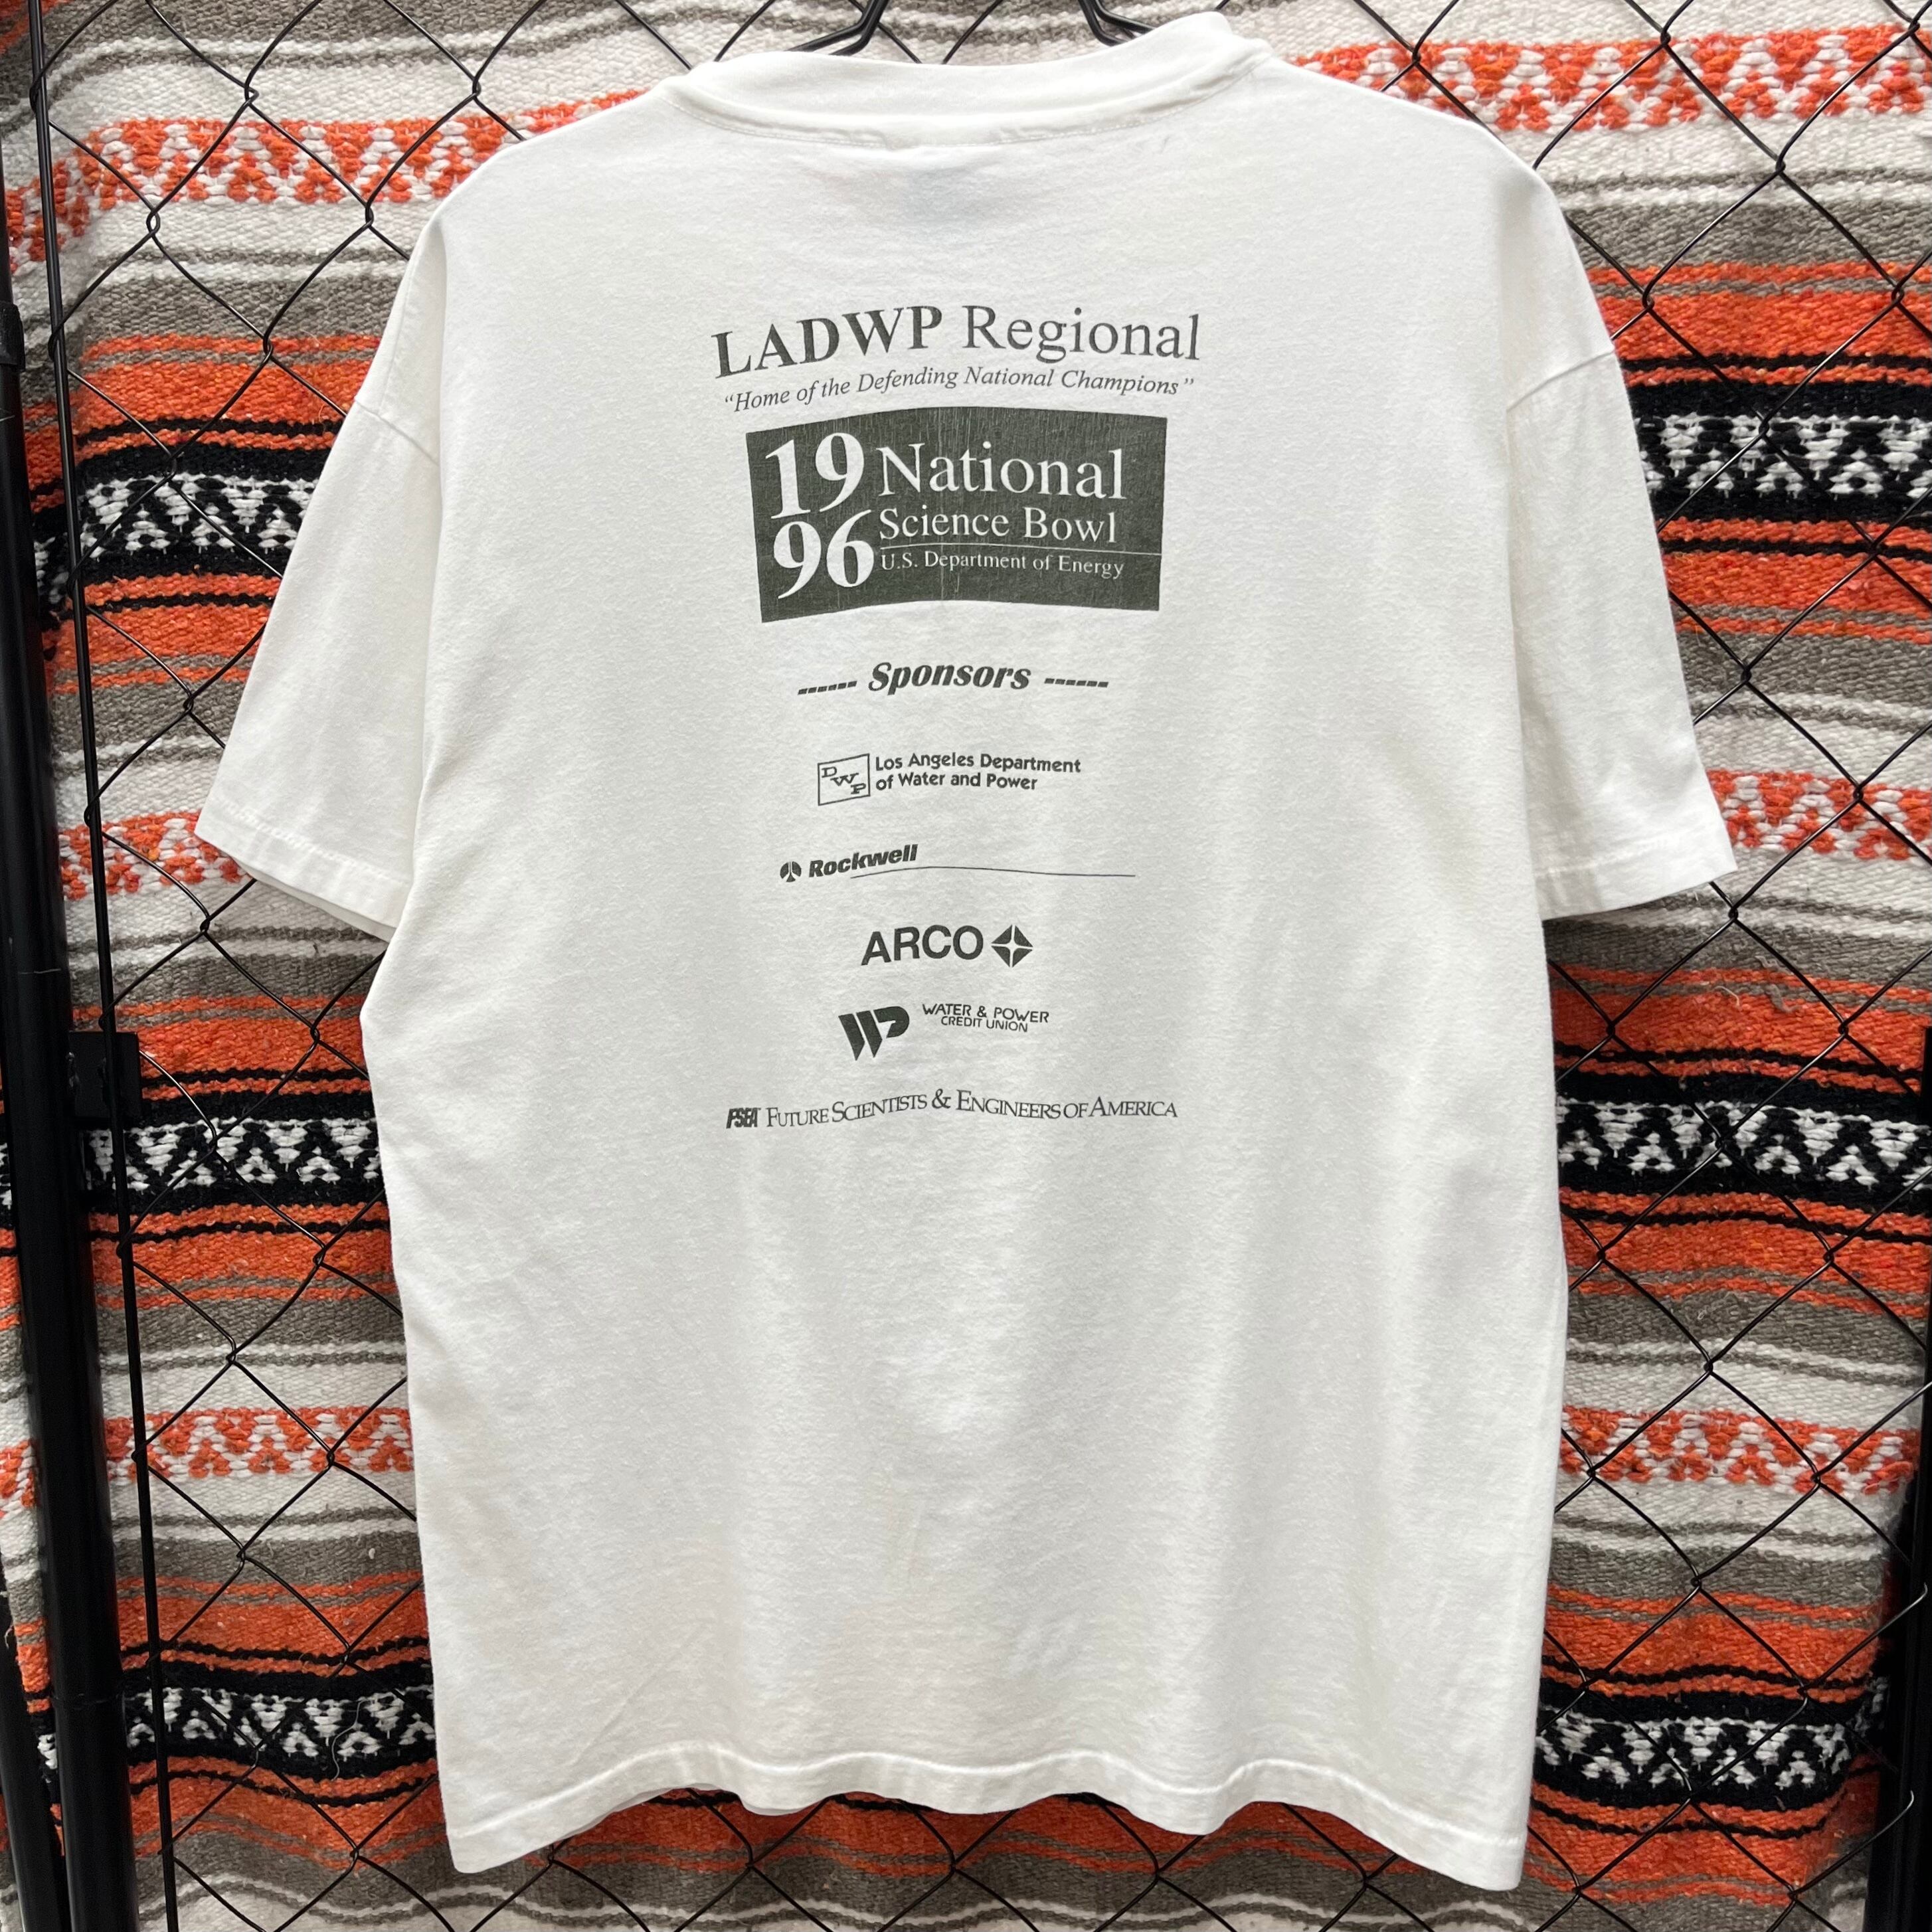 LADWP Regional
“Home of the Defending National Champions”
19
96
National
Science Bowl
U.S. Department of Energy
------ Sponsors ------
DWP
Los Angeles Department
of Water and Power
Rockwell
ARCO
WP
WATER & POWER
CREDIT UNION
FSEA FUTURE SCIENTISTS & ENGINEERS OF AMERICA